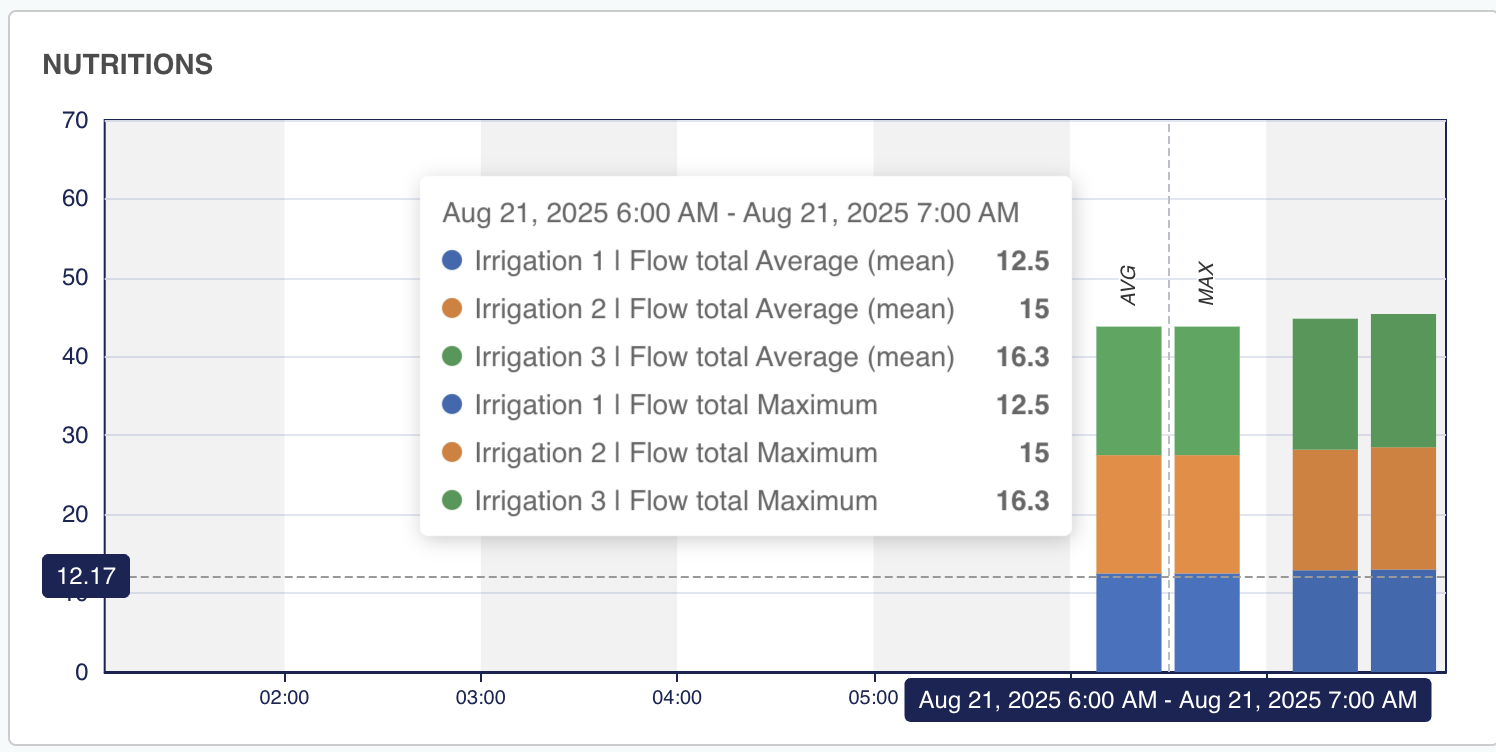 NUTRITIONS
70
60
50
40
30
20
12.17
0
Aug 21, 2025 6:00 AM - Aug 21, 2025 7:00 AM
Irrigation 1 | Flow total Average (mean) 12.5
Irrigation 2 | Flow total Average (mean) 15
Irrigation 3 | Flow total Average (mean) 16.3
Irrigation 1 | Flow total Maximum 12.5
Irrigation 2 | Flow total Maximum 15
Irrigation 3 | Flow total Maximum 16.3
AVG
MAX
02:00 03:00 04:00 05:00
Aug 21, 2025 6:00 AM - Aug 21, 2025 7:00 AM